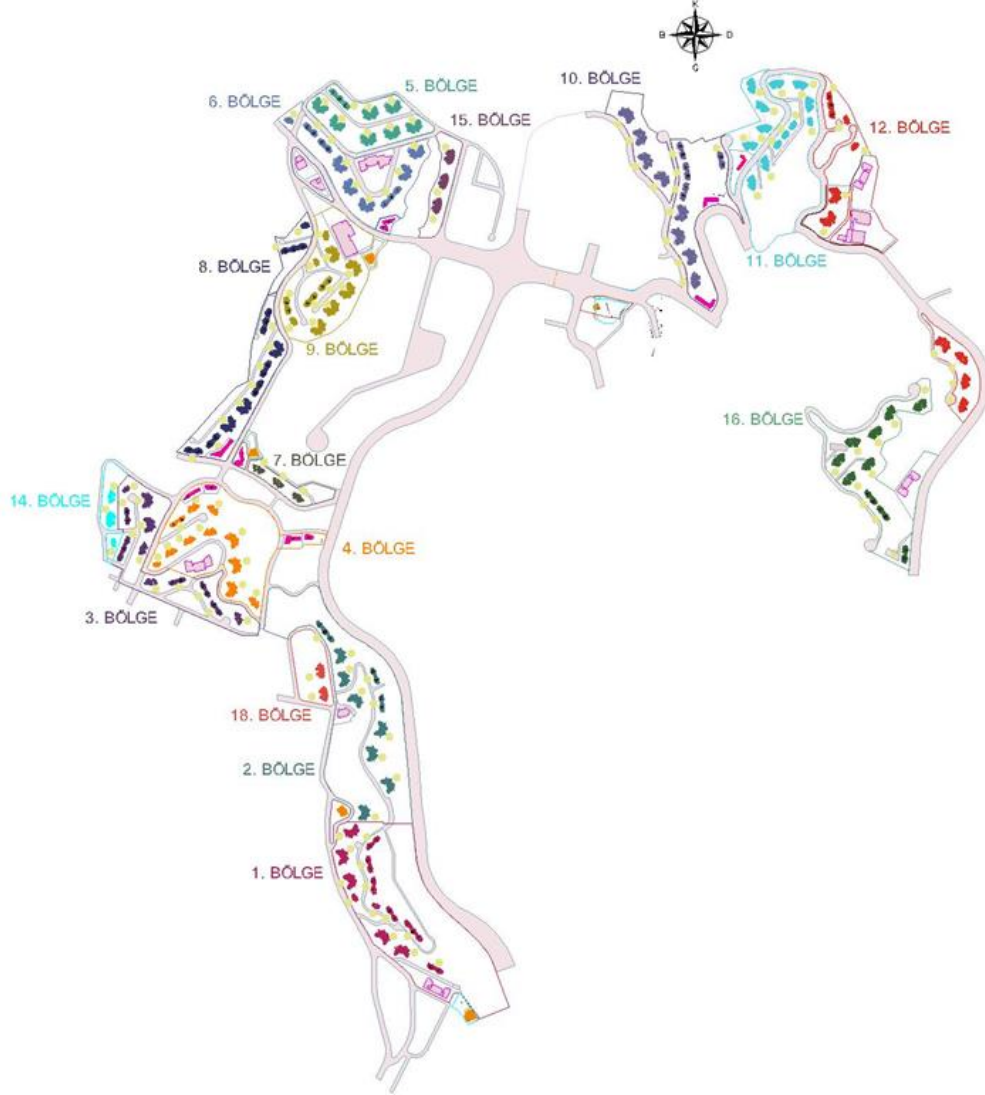 K
B
D
G
5. BÖLGE
10. BÖLGE
6. BÖLGE
15. BÖLGE
12. BÖLGE
8. BÖLGE
11. BÖLGE
9. BÖLGE
16. BÖLGE
7. BÖLGE
14. BÖLGE
4. BÖLGE
3. BÖLGE
18. BÖLGE
2. BÖLGE
1. BÖLGE